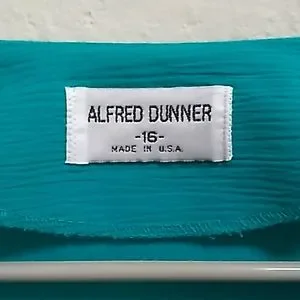 ALFRED DUNNER
-16-
MADE IN U.S.A.